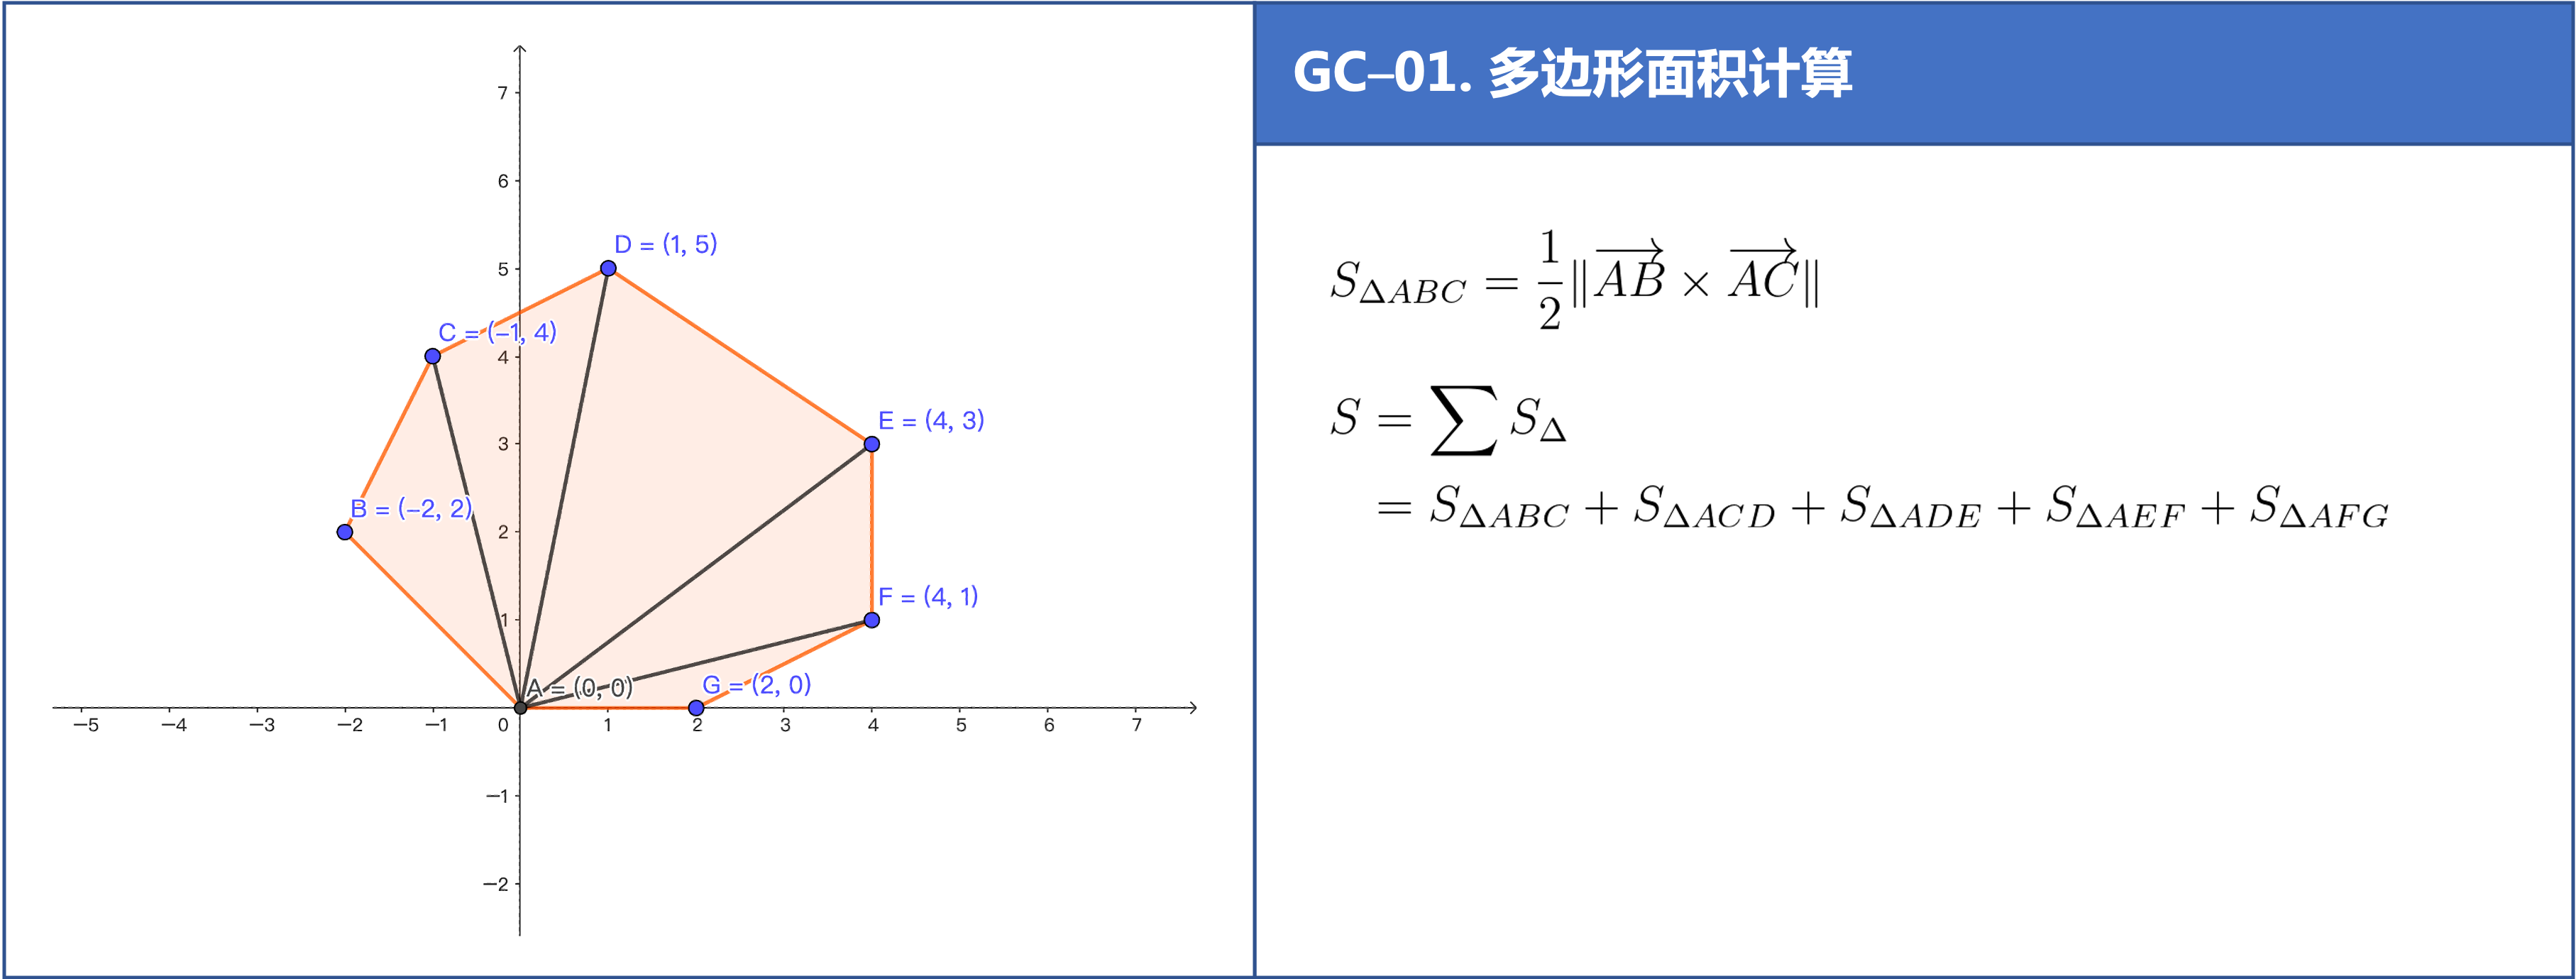 GC–01. 多边形面积计算
7
6
D = (1, 5)
5
C = (–1, 4)
4
E = (4, 3)
3
B = (–2, 2)
2
F = (4, 1)
1
A = (0, 0)
G = (2, 0)
–5 –4 –3 –2 –1 0 1 2 3 4 5 6 7
–1
–2
$S_{\Delta ABC} = \frac{1}{2} \| \overrightarrow{AB} \times \overrightarrow{AC} \|$
$S = \sum S_{\Delta}$
$= S_{\Delta ABC} + S_{\Delta ACD} + S_{\Delta ADE} + S_{\Delta AEF} + S_{\Delta AFG}$